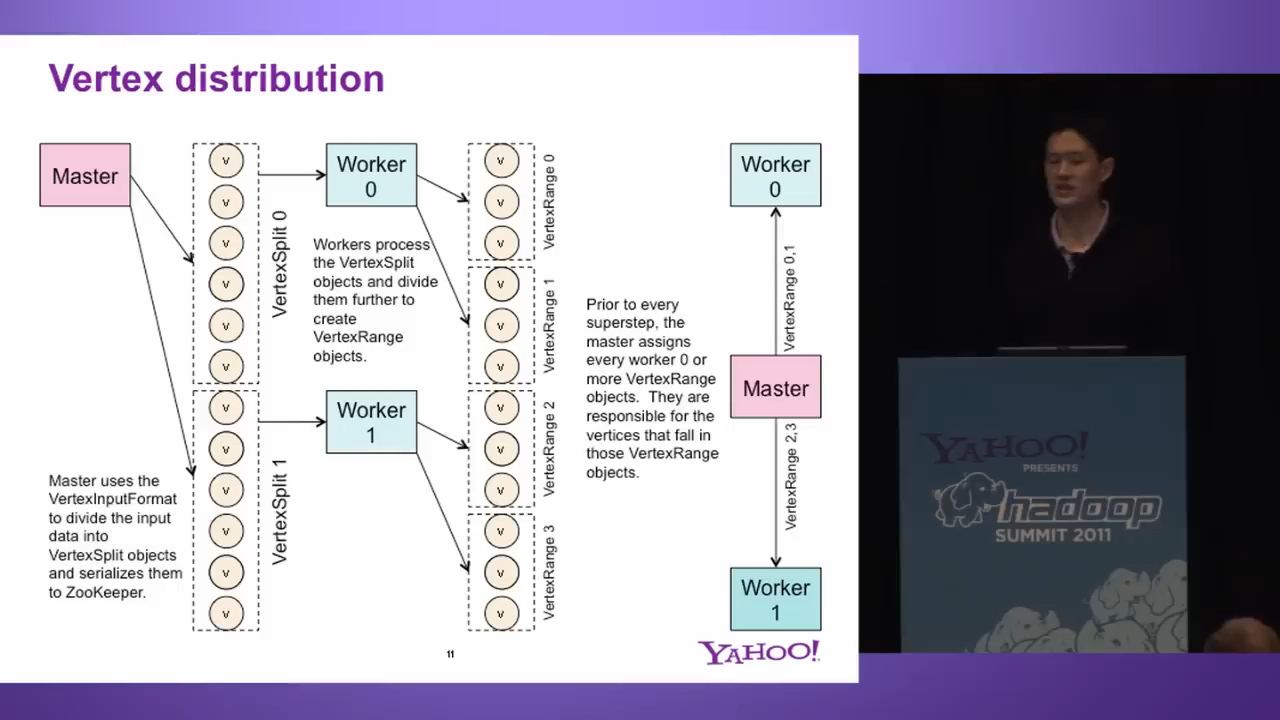 Vertex distribution
Master
v
v
v
v
v
v
VertexSplit 0
v
v
v
v
v
v
VertexSplit 1
Master uses the
VertexInputFormat
to divide the input
data into
VertexSplit objects
and serializes them
to ZooKeeper.
Worker
0
Workers process
the VertexSplit
objects and divide
them further to
create
VertexRange
objects.
Worker
1
v
v
v
VertexRange 0
v
v
v
VertexRange 1
v
v
v
VertexRange 2
v
v
v
VertexRange 3
Prior to every
superstep, the
master assigns
every worker 0 or
more VertexRange
objects. They are
responsible for the
vertices that fall in
those VertexRange
objects.
Worker
0
VertexRange 0,1
Master
VertexRange 2,3
Worker
1
11
YAHOO!
YAHOO!
PRESENTS
hadoop
SUMMIT 2011